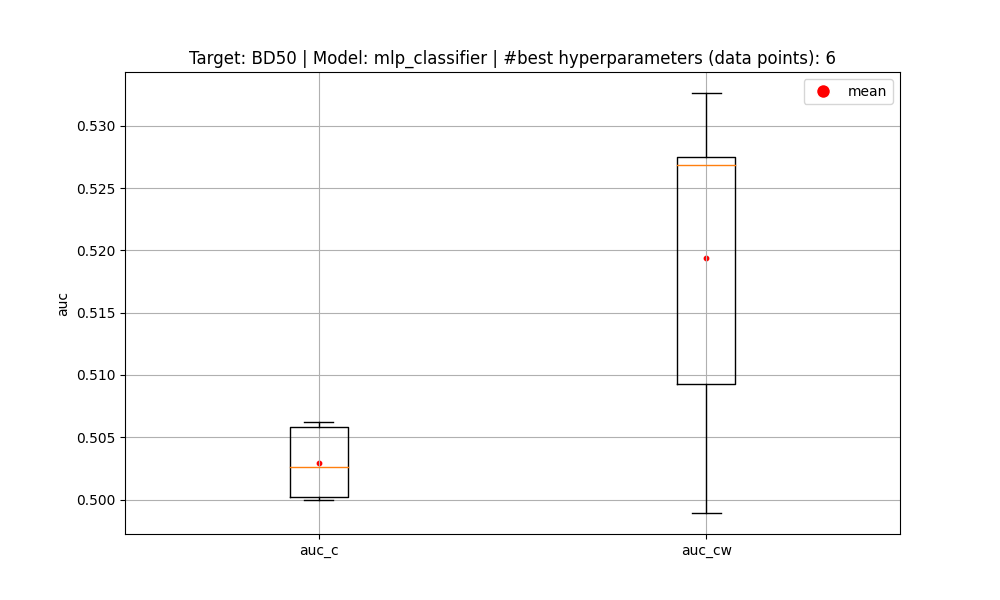 Target: BD50 | Model: mlp_classifier | #best hyperparameters (data points): 6
mean
0.530
0.525
0.520
0.515
0.510
0.505
0.500
auc
auc_c
auc_cw